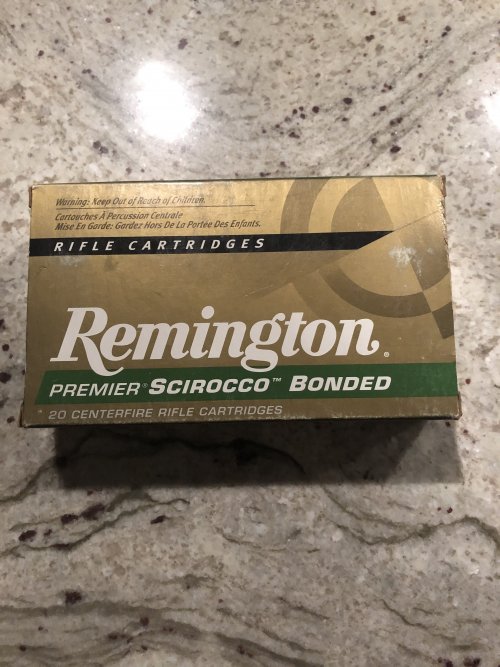 Warning: Keep Out of Reach of Children.
Cartouches À Percussion Centrale
Mise En Garde: Gardez Hors De La Portée Des Enfants.
RIFLE CARTRIDGES
Remington®
PREMIER® SCIROCCO™ BONDED
20 CENTERFIRE RIFLE CARTRIDGES